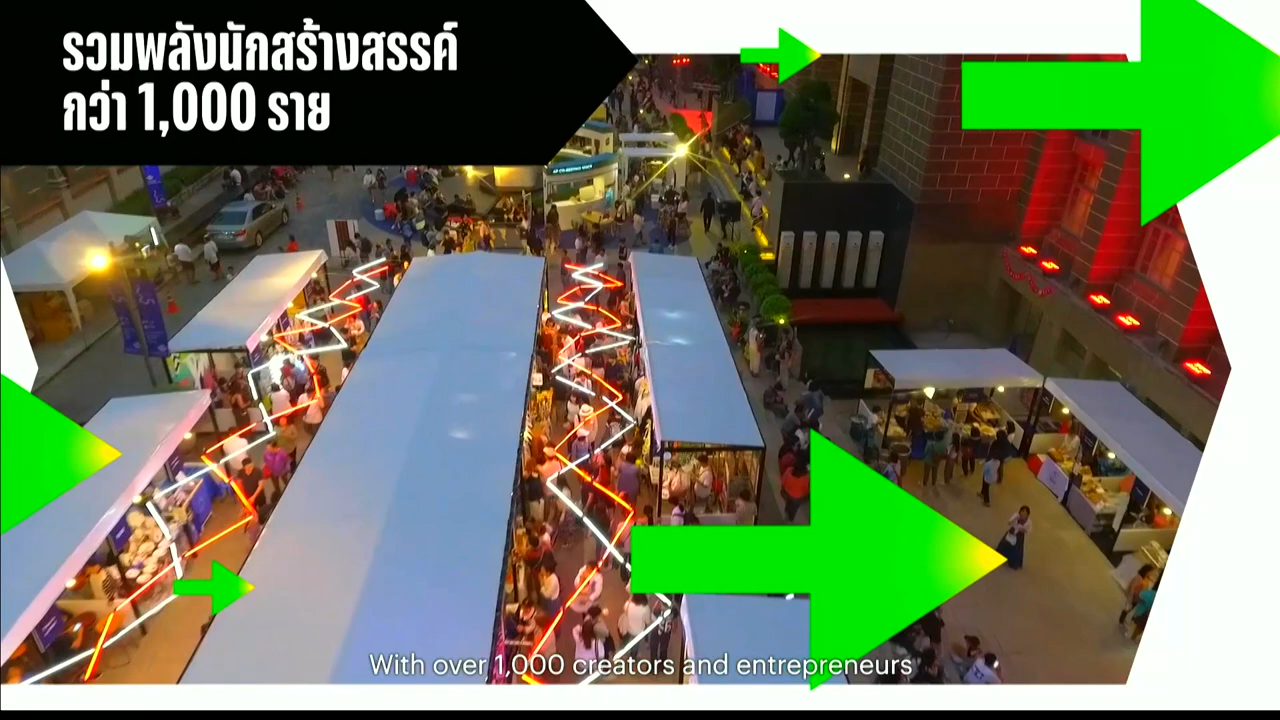 รวมพลังนักสร้างสรรค์
กว่า 1,000 ราย
With over 1,000 creators and entrepreneurs